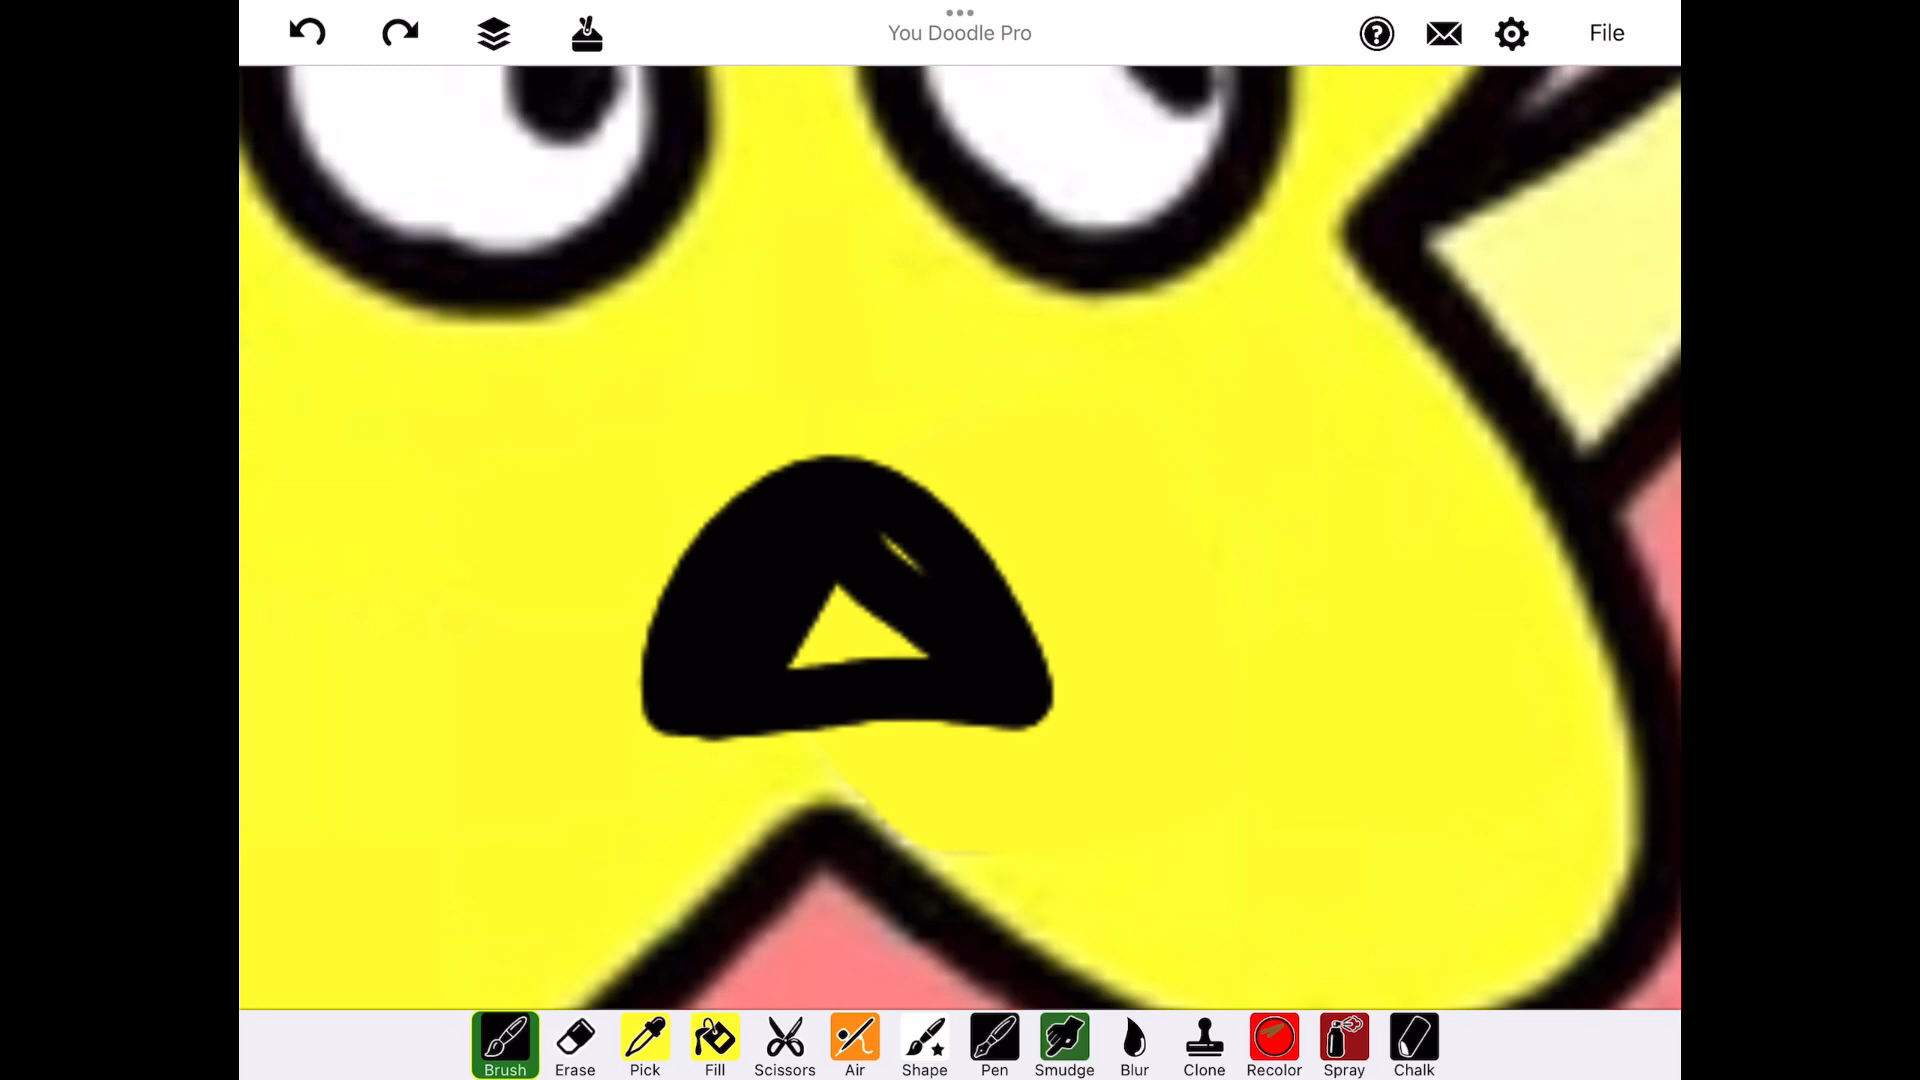 You Doodle Pro
File
Brush Erase Pick Fill Scissors Air Shape Pen Smudge Blur Clone Recolor Spray Chalk